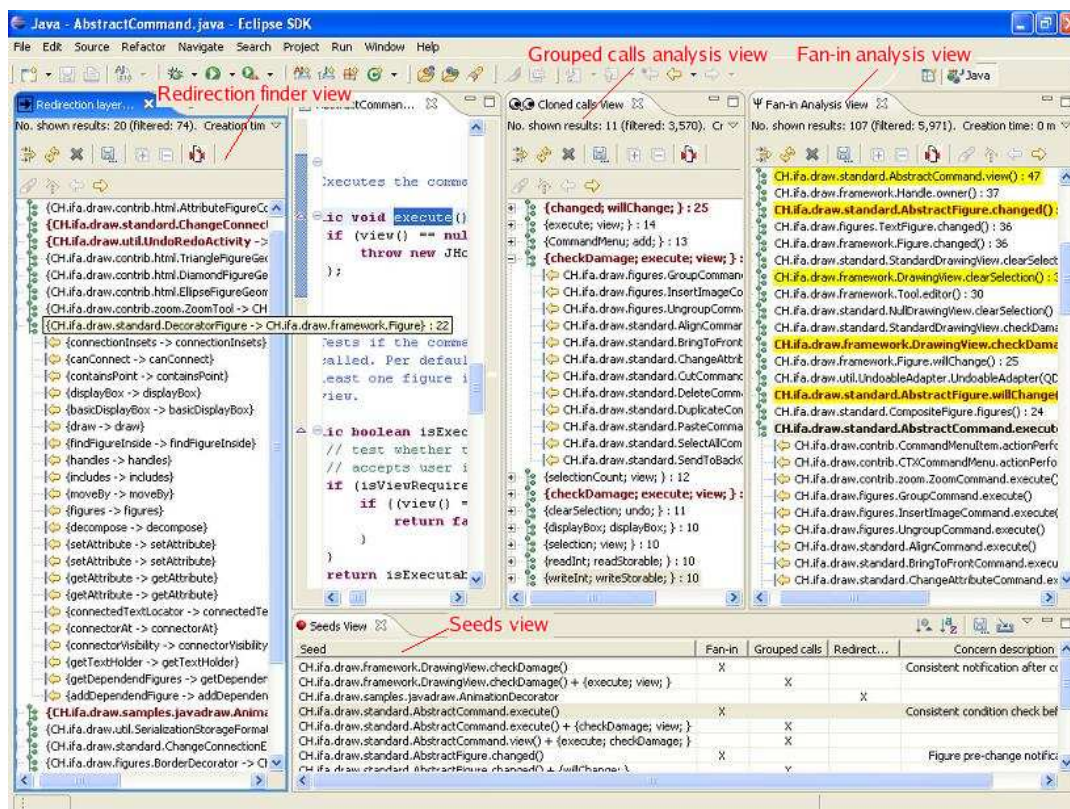 Java - AbstractCommand.java - Eclipse SDK
File Edit Source Refactor Navigate Search Project Run Window Help
Grouped calls analysis view
Fan-in analysis view
Java
Redirection finder view
Redirection layer...
No. shown results: 20 (filtered: 74). Creation tim
{CH.ifa.draw.contrib.html.AttributeFigureCc
{CH.ifa.draw.standard.ChangeConnect
{CH.ifa.draw.util.UndoRedoActivity ->
{CH.ifa.draw.contrib.html.TriangleFigureGeo
{CH.ifa.draw.contrib.html.DiamondFigureGe
{CH.ifa.draw.contrib.html.EllipseFigureGeom
{CH.ifa.draw.contrib.zoom.ZoomTool -> CH
{CH.ifa.draw.standard.DecoratorFigure -> CH.ifa.draw.framework.Figure} : 22
{connectionInsets -> connectionInsets}
{canConnect -> canConnect}
{containsPoint -> containsPoint}
{displayBox -> displayBox}
{basicDisplayBox -> basicDisplayBox}
{draw -> draw}
{findFigureInside -> findFigureInside}
{handles -> handles}
{includes -> includes}
{moveBy -> moveBy}
{figures -> figures}
{decompose -> decompose}
{setAttribute -> setAttribute}
{setAttribute -> setAttribute}
{getAttribute -> getAttribute}
{getAttribute -> getAttribute}
{connectedTextLocator -> connectedTe
{connectorAt -> connectorAt}
{connectorVisibility -> connectorVisibility
{getTextHolder -> getTextHolder}
{getDependendFigures -> getDependen
{addDependendFigure -> addDependen
{CH.ifa.draw.samples.javadraw.Anima
{CH.ifa.draw.util.SerializationStorageFormat
{CH.ifa.draw.standard.ChangeConnectionE
{CH.ifa.draw.figures.BorderDecorator -> CH
AbstractComman...
Executes the comma
ic void execute()
if (view() == nul
throw new JHo
);
Tests if the comma
called. Per defaul
least one figure i
view.
ic boolean isExec
// test whether t
// accepts user i
if (isViewRequire
if ((view() =
return fa
}
}
return isExecutab
Cloned calls View
No. shown results: 11 (filtered: 3,570). Cr
{changed; willChange; } : 25
{execute; view; } : 14
{CommandMenu; add; } : 13
{checkDamage; execute; view; } :
CH.ifa.draw.figures.GroupComman
CH.ifa.draw.figures.InsertImageCo
CH.ifa.draw.figures.UngroupComm
CH.ifa.draw.standard.AlignCommar
CH.ifa.draw.standard.BringToFront
CH.ifa.draw.standard.ChangeAttrib
CH.ifa.draw.standard.CutCommand
CH.ifa.draw.standard.DeleteComm
CH.ifa.draw.standard.DuplicateCon
CH.ifa.draw.standard.PasteComma
CH.ifa.draw.standard.SelectAllCom
CH.ifa.draw.standard.SendToBack
{selectionCount; view; } : 12
{checkDamage; execute; view; } :
{clearSelection; undo; } : 11
{displayBox; displayBox; } : 10
{selection; view; } : 10
{readInt; readStorable; } : 10
{writeInt; writeStorable; } : 10
Fan-in Analysis View
No. shown results: 107 (filtered: 5,971). Creation time: 0 m
CH.ifa.draw.standard.AbstractCommand.view() : 47
CH.ifa.draw.framework.Handle.owner() : 37
CH.ifa.draw.standard.AbstractFigure.changed() :
CH.ifa.draw.figures.TextFigure.changed() : 36
CH.ifa.draw.framework.Figure.changed() : 36
CH.ifa.draw.standard.StandardDrawingView.clearSelect
CH.ifa.draw.framework.DrawingView.clearSelection() : 3
CH.ifa.draw.framework.Tool.editor() : 30
CH.ifa.draw.standard.NullDrawingView.clearSelection()
CH.ifa.draw.standard.StandardDrawingView.checkDama
CH.ifa.draw.framework.DrawingView.checkDama
CH.ifa.draw.framework.Figure.willChange() : 25
CH.ifa.draw.util.UndoableAdapter.UndoableAdapter(QD
CH.ifa.draw.standard.AbstractFigure.willChange(
CH.ifa.draw.standard.CompositeFigure.figures() : 24
CH.ifa.draw.standard.AbstractCommand.execut
CH.ifa.draw.contrib.CommandMenuItem.actionPerfo
CH.ifa.draw.contrib.CTXCommandMenu.actionPerfo
CH.ifa.draw.contrib.zoom.ZoomCommand.execute(
CH.ifa.draw.figures.GroupCommand.execute()
CH.ifa.draw.figures.InsertImageCommand.execute()
CH.ifa.draw.figures.UngroupCommand.execute()
CH.ifa.draw.standard.AlignCommand.execute()
CH.ifa.draw.standard.BringToFrontCommand.execu
CH.ifa.draw.standard.ChangeAttributeCommand.ex
Seeds View
Seeds view
Seed Fan-in Grouped calls Redirect... Concern description
CH.ifa.draw.framework.DrawingView.checkDamage() X Consistent notification after cc
CH.ifa.draw.framework.DrawingView.checkDamage() + {execute; view; } X
CH.ifa.draw.samples.javadraw.AnimationDecorator X
CH.ifa.draw.standard.AbstractCommand.execute() X Consistent condition check bef
CH.ifa.draw.standard.AbstractCommand.execute() + {checkDamage; view; } X
CH.ifa.draw.standard.AbstractCommand.view() + {execute; checkDamage; } X
CH.ifa.draw.standard.AbstractFigure.changed() X Figure pre-change notifica
CH.ifa.draw.standard.AbstractFigure.changed() + {willChange; } X